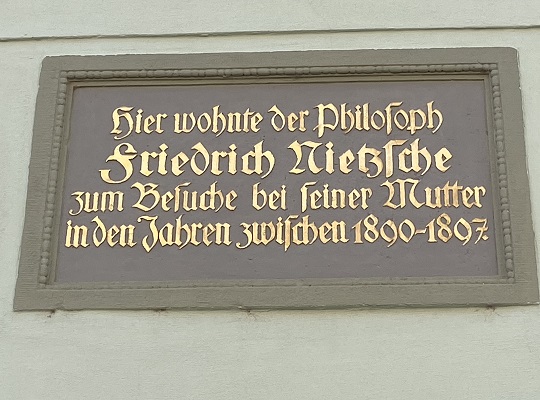 Hier wohnte der Philoſoph
Friedrich Nietzſche
zum Beſuche bei ſeiner Mutter
in den Jahren zwiſchen 1890-1897.